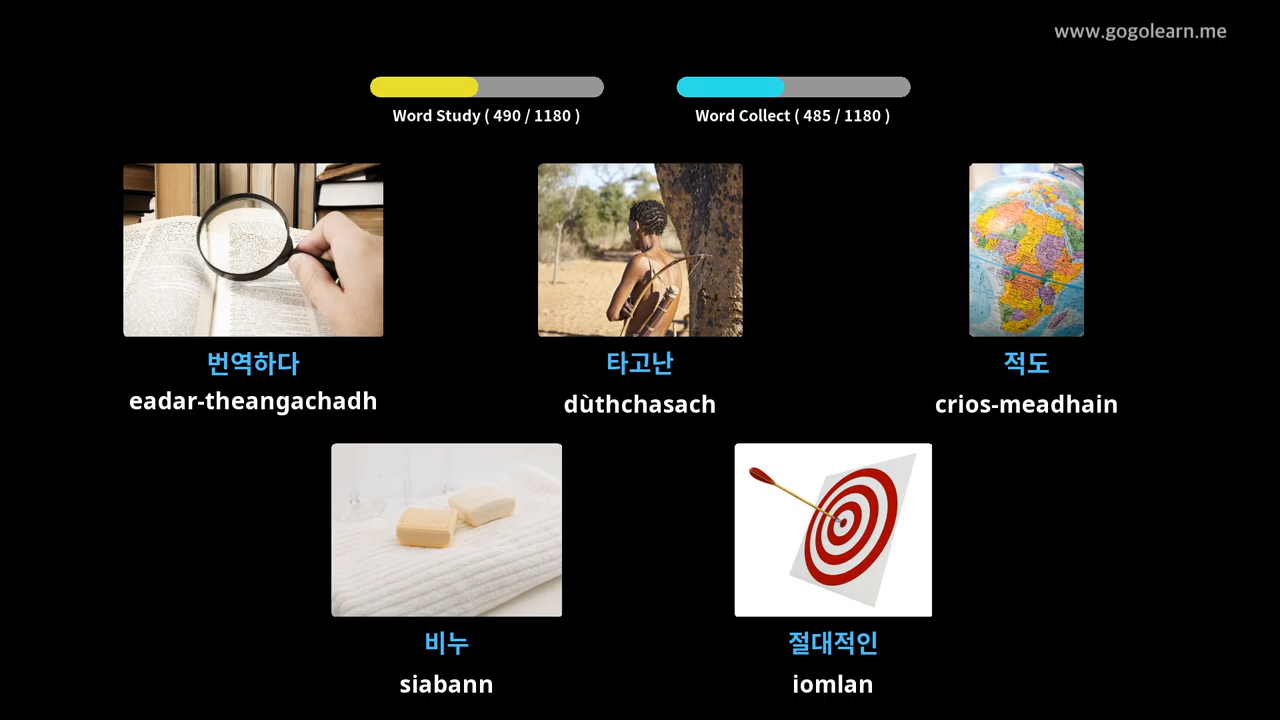 www.gogolearn.me
Word Study ( 490 / 1180 )
Word Collect ( 485 / 1180 )
번역하다
타고난
적도
eadar-theangachadh
dùthchasach
crios-meadhain
비누
절대적인
siabann
iomlan